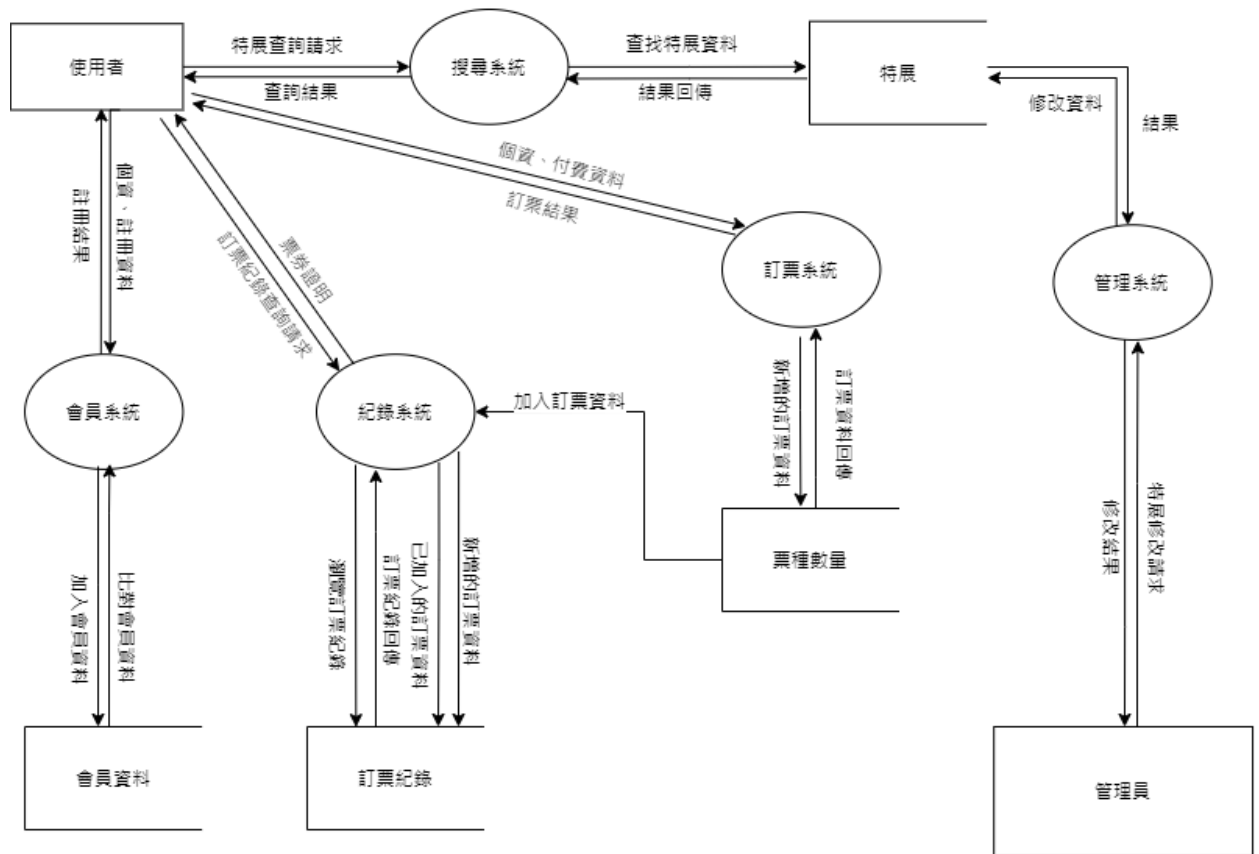 使用者
特展查詢請求
查詢結果
搜尋系統
查找特展資料
結果回傳
特展
修改資料
結果
個資、註冊資料
註冊結果
票券證明
訂票紀錄查詢請求
個資、付費資料
訂票結果
訂票系統
管理系統
會員系統
紀錄系統
加入訂票資料
新增的訂票資料
訂票資料回傳
票種數量
修改結果
特展修改請求
加入會員資料
比對會員資料
瀏覽訂票紀錄
訂票紀錄回傳
已加入的訂票資料
新增的訂票資料
會員資料
訂票紀錄
管理員